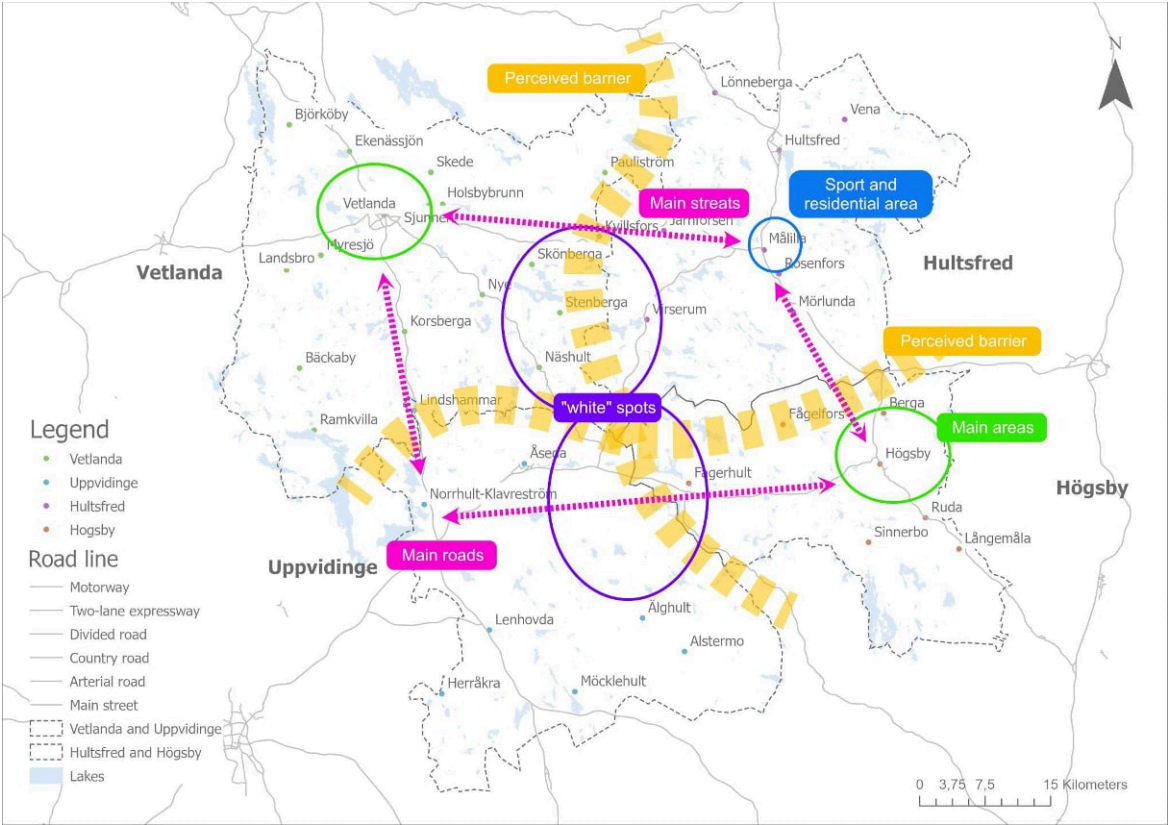 N
Perceived barrier
Lönneberga
Vena
Björköby
Ekenässjön
Hultsfred
Skede
Pauliström
Sport and
residential area
Holsbybrunn
Main streats
Vetlanda
Kvillsfors
Järnforsen
Målilla
Myresjö
Landsbro
Skönberga
Rosenfors
Vetlanda
Hultsfred
Nye
Stenberga
Virserum
Mörlunda
Korsberga
Perceived barrier
Bäckaby
Näshult
Lindshammar
"white" spots
Fågelfors
Berga
Ramkvilla
Main areas
Legend
Vetlanda
Uppvidinge
Hultsfred
Hogsby
Åseda
Högsby
Fagerhult
Högsby
Norrhult-Klavreström
Ruda
Sinnerbo
Långemåla
Main roads
Uppvidinge
Road line
Motorway
Two-lane expressway
Divided road
Country road
Arterial road
Main street
Vetlanda and Uppvidinge
Hultsfred and Högsby
Lakes
Älghult
Lenhovda
Alstermo
Herråkra
Möcklehult
0 3,75 7,5 15 Kilometers